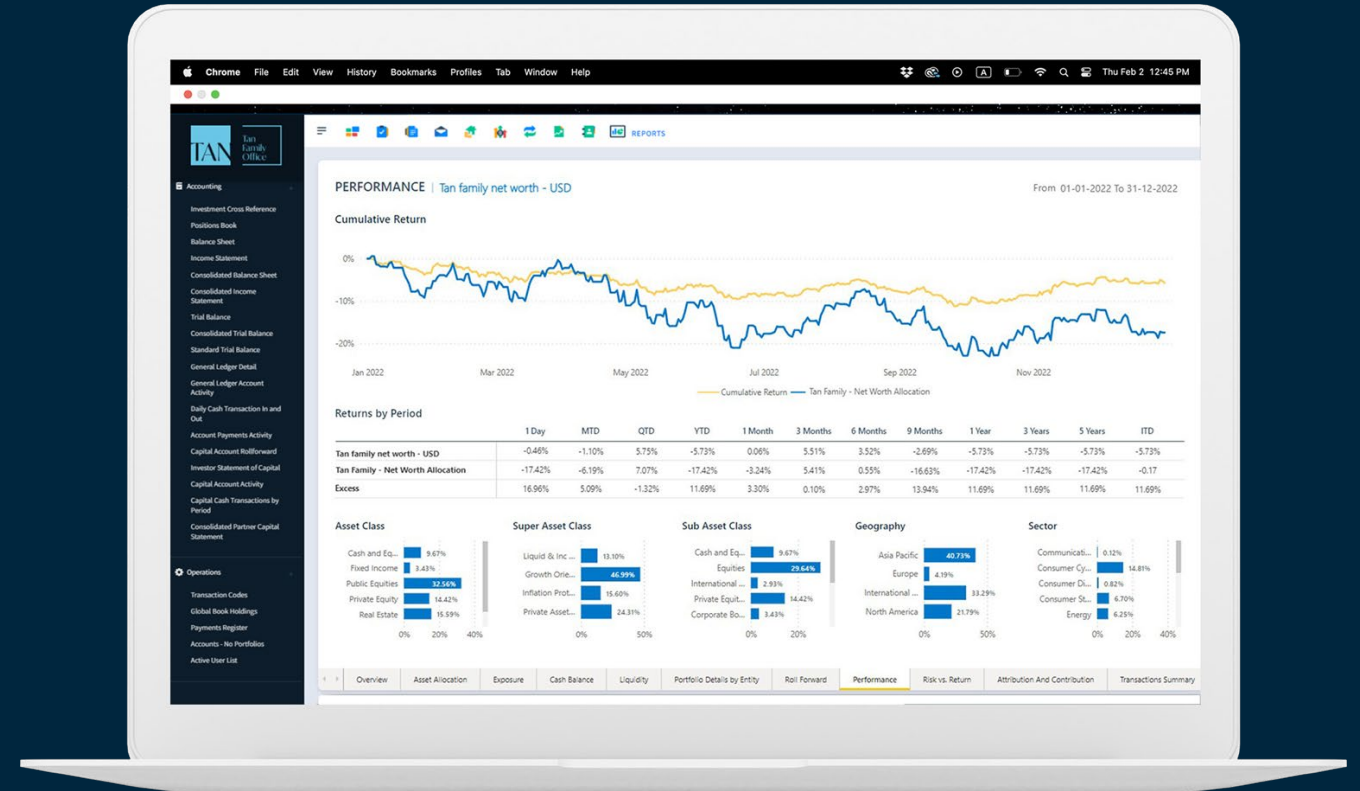 Chrome File Edit View History Bookmarks Profiles Tab Window Help
A
Thu Feb 2 12:45 PM
TAN
Tan
Family
Office
REPORTS
Accounting
Investment Cross Reference
Positions Book
Balance Sheet
Income Statement
Consolidated Balance Sheet
Consolidated Income
Statement
Trial Balance
Consolidated Trial Balance
Standard Trial Balance
General Ledger Detail
General Ledger Account
Activity
Daily Cash Transaction In and
Out
Account Payments Activity
Capital Account Rollforward
Investor Statement of Capital
Capital Account Activity
Capital Cash Transactions by
Period
Consolidated Partner Capital
Statement
Operations
Transaction Codes
Global Book Holdings
Payments Register
Accounts - No Portfolios
Active User List
PERFORMANCE | Tan family net worth - USD
From 01-01-2022 To 31-12-2022
Cumulative Return
0%
-10%
-20%
Jan 2022 Mar 2022 May 2022 Jul 2022 Sep 2022 Nov 2022
Cumulative Return Tan Family - Net Worth Allocation
Returns by Period
1 Day MTD QTD YTD 1 Month 3 Months 6 Months 9 Months 1 Year 3 Years 5 Years ITD
Tan family net worth - USD -0.46% -1.10% 5.75% -5.73% 0.06% 5.51% 3.52% -2.69% -5.73% -5.73% -5.73% -5.73%
Tan Family - Net Worth Allocation -17.42% -6.19% 7.07% -17.42% -3.24% 5.41% 0.55% -16.63% -17.42% -17.42% -17.42% -0.17
Excess 16.96% 5.09% -1.32% 11.69% 3.30% 0.10% 2.97% 13.94% 11.69% 11.69% 11.69% 11.69%
Asset Class
Cash and Eq... 9.67%
Fixed Income 3.43%
Public Equities 32.56%
Private Equity 14.42%
Real Estate 15.59%
0% 20% 40%
Super Asset Class
Liquid & Inc ... 13.10%
Growth Orie... 46.99%
Inflation Prot... 15.60%
Private Asset... 24.31%
0% 50%
Sub Asset Class
Cash and Eq... 9.67%
Equities 29.64%
International ... 2.93%
Private Equit... 14.42%
Corporate Bo... 3.43%
0% 20%
Geography
Asia Pacific 40.73%
Europe 4.19%
International ... 33.29%
North America 21.79%
0% 50%
Sector
Communicati... 0.12%
Consumer Cy... 14.81%
Consumer Di... 0.82%
Consumer St... 6.70%
Energy 6.25%
0% 20% 40%
Overview Asset Allocation Exposure Cash Balance Liquidity Portfolio Details by Entity Roll Forward Performance Risk vs. Return Attribution And Contribution Transactions Summary